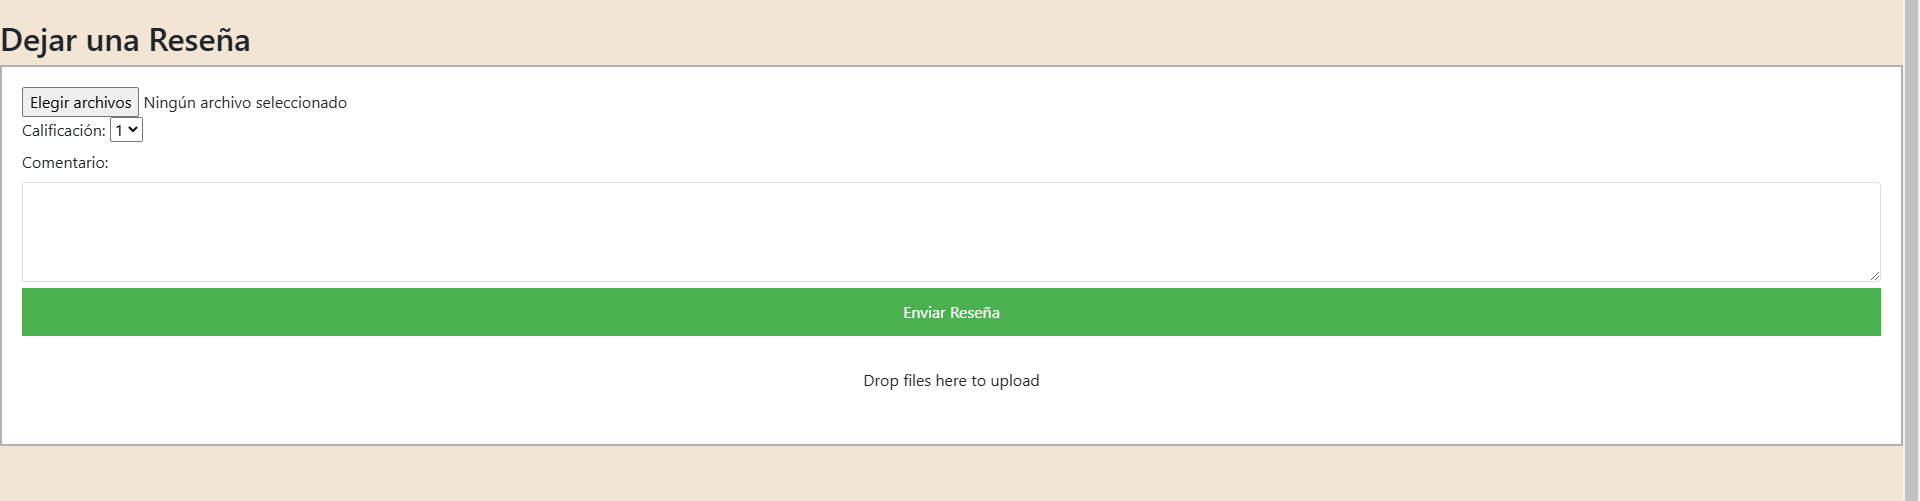 Dejar una Reseña
Elegir archivos Ningún archivo seleccionado
Calificación: 1
Comentario:
Enviar Reseña
Drop files here to upload